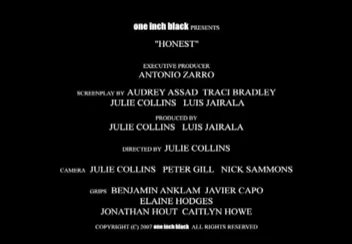 one inch black PRESENTS
"HONEST"
EXECUTIVE PRODUCER
ANTONIO ZARRO
SCREENPLAY BY AUDREY ASSAD TRACI BRADLEY
JULIE COLLINS LUIS JAIRALA
PRODUCED BY
JULIE COLLINS LUIS JAIRALA
DIRECTED BY JULIE COLLINS
CAMERA JULIE COLLINS PETER GILL NICK SAMMONS
GRIPS BENJAMIN ANKLAM JAVIER CAPO
ELAINE HODGES
JONATHAN HOUT CAITLYN HOWE
COPYRIGHT (C) 2007 one inch black ALL RIGHTS RESERVED